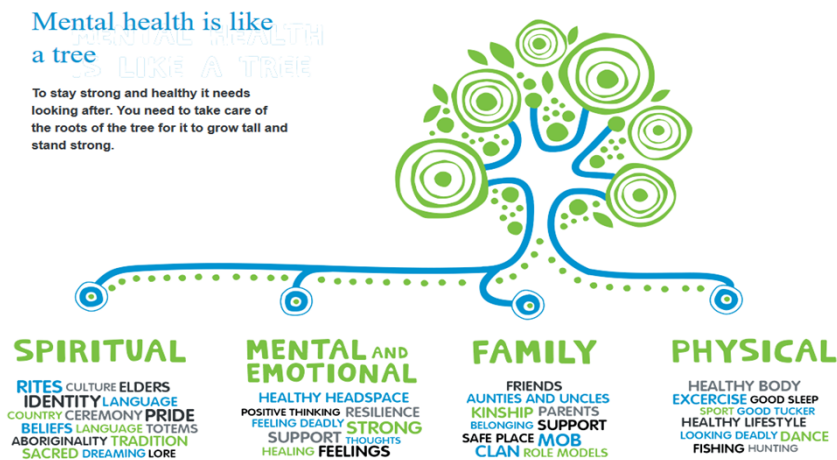 Mental health is like
a tree
MENTAL HEALTH
IS LIKE A TREE
To stay strong and healthy it needs
looking after. You need to take care of
the roots of the tree for it to grow tall and
stand strong.
SPIRITUAL
RITES CULTURE ELDERS
IDENTITY LANGUAGE
COUNTRY CEREMONY PRIDE
BELIEFS LANGUAGE TOTEMS
ABORIGINALITY TRADITION
SACRED DREAMING LORE
MENTAL AND
EMOTIONAL
HEALTHY HEADSPACE
POSITIVE THINKING RESILIENCE
FEELING DEADLY STRONG
SUPPORT THOUGHTS
HEALING FEELINGS
FAMILY
FRIENDS
AUNTIES AND UNCLES
KINSHIP PARENTS
BELONGING SUPPORT
SAFE PLACE MOB
CLAN ROLE MODELS
PHYSICAL
HEALTHY BODY
EXCERCISE GOOD SLEEP
SPORT GOOD TUCKER
HEALTHY LIFESTYLE
LOOKING DEADLY DANCE
FISHING HUNTING